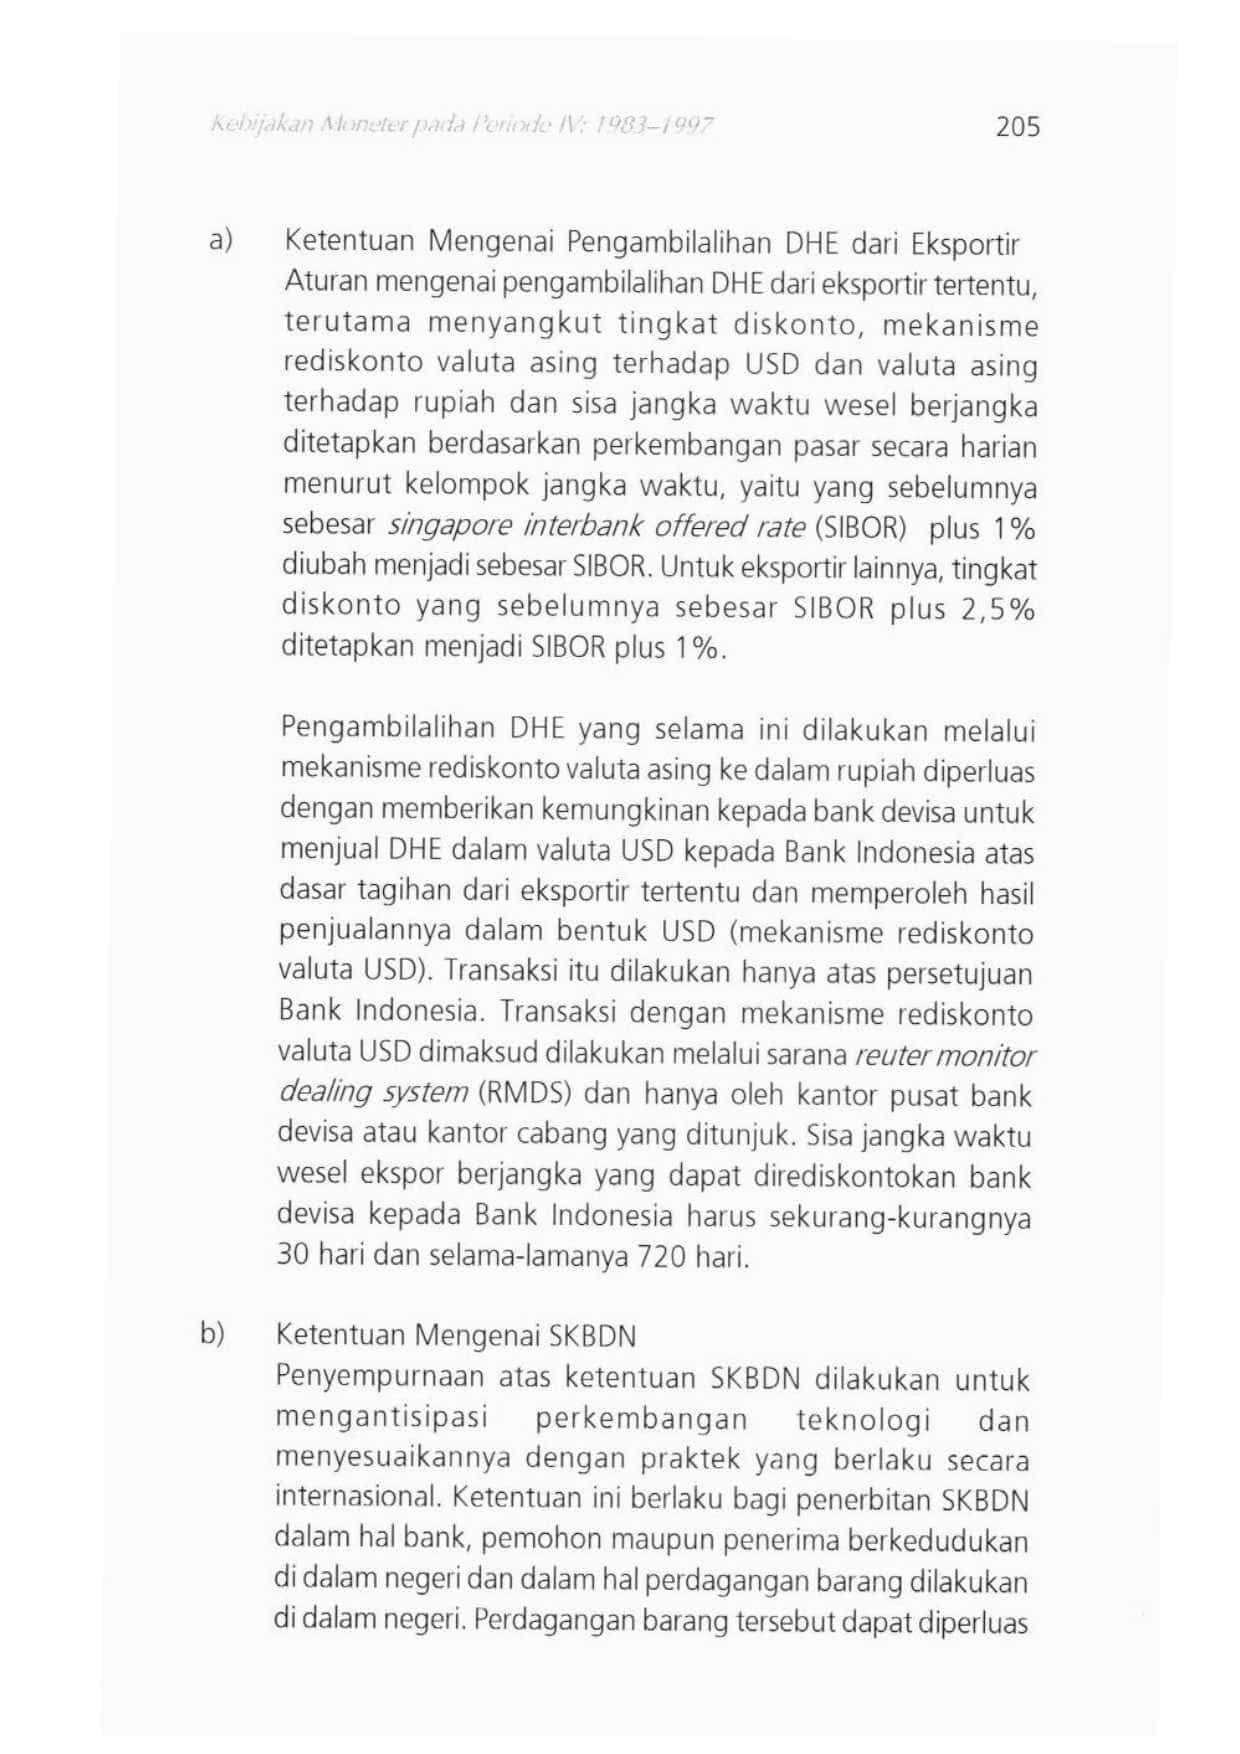 Kebijakan Moneter pada Periode IV: 1983–1997 205
a) Ketentuan Mengenai Pengambilalihan DHE dari Eksportir
Aturan mengenai pengambilalihan DHE dari eksportir tertentu,
terutama menyangkut tingkat diskonto, mekanisme
rediskonto valuta asing terhadap USD dan valuta asing
terhadap rupiah dan sisa jangka waktu wesel berjangka
ditetapkan berdasarkan perkembangan pasar secara harian
menurut kelompok jangka waktu, yaitu yang sebelumnya
sebesar singapore interbank offered rate (SIBOR) plus 1%
diubah menjadi sebesar SIBOR. Untuk eksportir lainnya, tingkat
diskonto yang sebelumnya sebesar SIBOR plus 2,5%
ditetapkan menjadi SIBOR plus 1%.
Pengambilalihan DHE yang selama ini dilakukan melalui
mekanisme rediskonto valuta asing ke dalam rupiah diperluas
dengan memberikan kemungkinan kepada bank devisa untuk
menjual DHE dalam valuta USD kepada Bank Indonesia atas
dasar tagihan dari eksportir tertentu dan memperoleh hasil
penjualannya dalam bentuk USD (mekanisme rediskonto
valuta USD). Transaksi itu dilakukan hanya atas persetujuan
Bank Indonesia. Transaksi dengan mekanisme rediskonto
valuta USD dimaksud dilakukan melalui sarana reuter monitor
dealing system (RMDS) dan hanya oleh kantor pusat bank
devisa atau kantor cabang yang ditunjuk. Sisa jangka waktu
wesel ekspor berjangka yang dapat dirediskontokan bank
devisa kepada Bank Indonesia harus sekurang-kurangnya
30 hari dan selama-lamanya 720 hari.
b) Ketentuan Mengenai SKBDN
Penyempurnaan atas ketentuan SKBDN dilakukan untuk
mengantisipasi perkembangan teknologi dan
menyesuaikannya dengan praktek yang berlaku secara
internasional. Ketentuan ini berlaku bagi penerbitan SKBDN
dalam hal bank, pemohon maupun penerima berkedudukan
di dalam negeri dan dalam hal perdagangan barang dilakukan
di dalam negeri. Perdagangan barang tersebut dapat diperluas